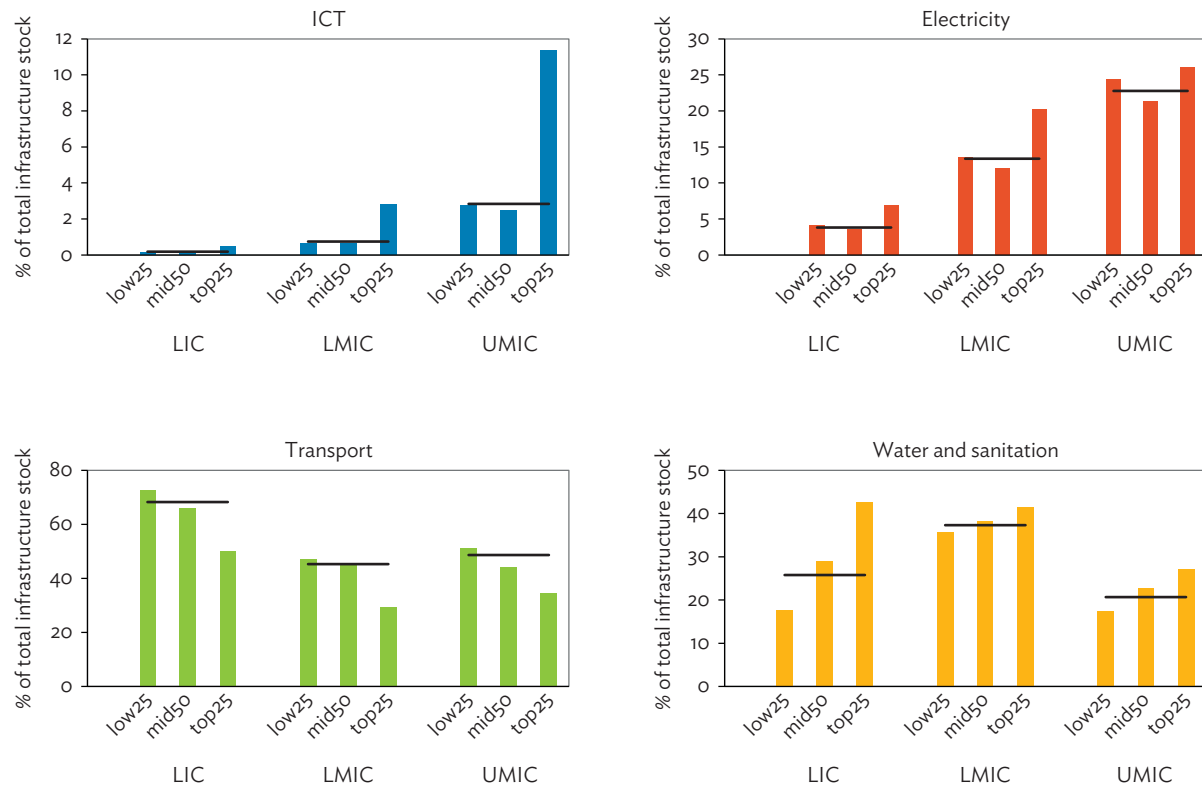 ICT
% of total infrastructure stock
12
10
8
6
4
2
0
low25 mid50 top25 low25 mid50 top25 low25 mid50 top25
LIC LMIC UMIC
Electricity
% of total infrastructure stock
30
25
20
15
10
5
0
low25 mid50 top25 low25 mid50 top25 low25 mid50 top25
LIC LMIC UMIC
Transport
% of total infrastructure stock
80
60
40
20
0
low25 mid50 top25 low25 mid50 top25 low25 mid50 top25
LIC LMIC UMIC
Water and sanitation
% of total infrastructure stock
50
40
30
20
10
0
low25 mid50 top25 low25 mid50 top25 low25 mid50 top25
LIC LMIC UMIC